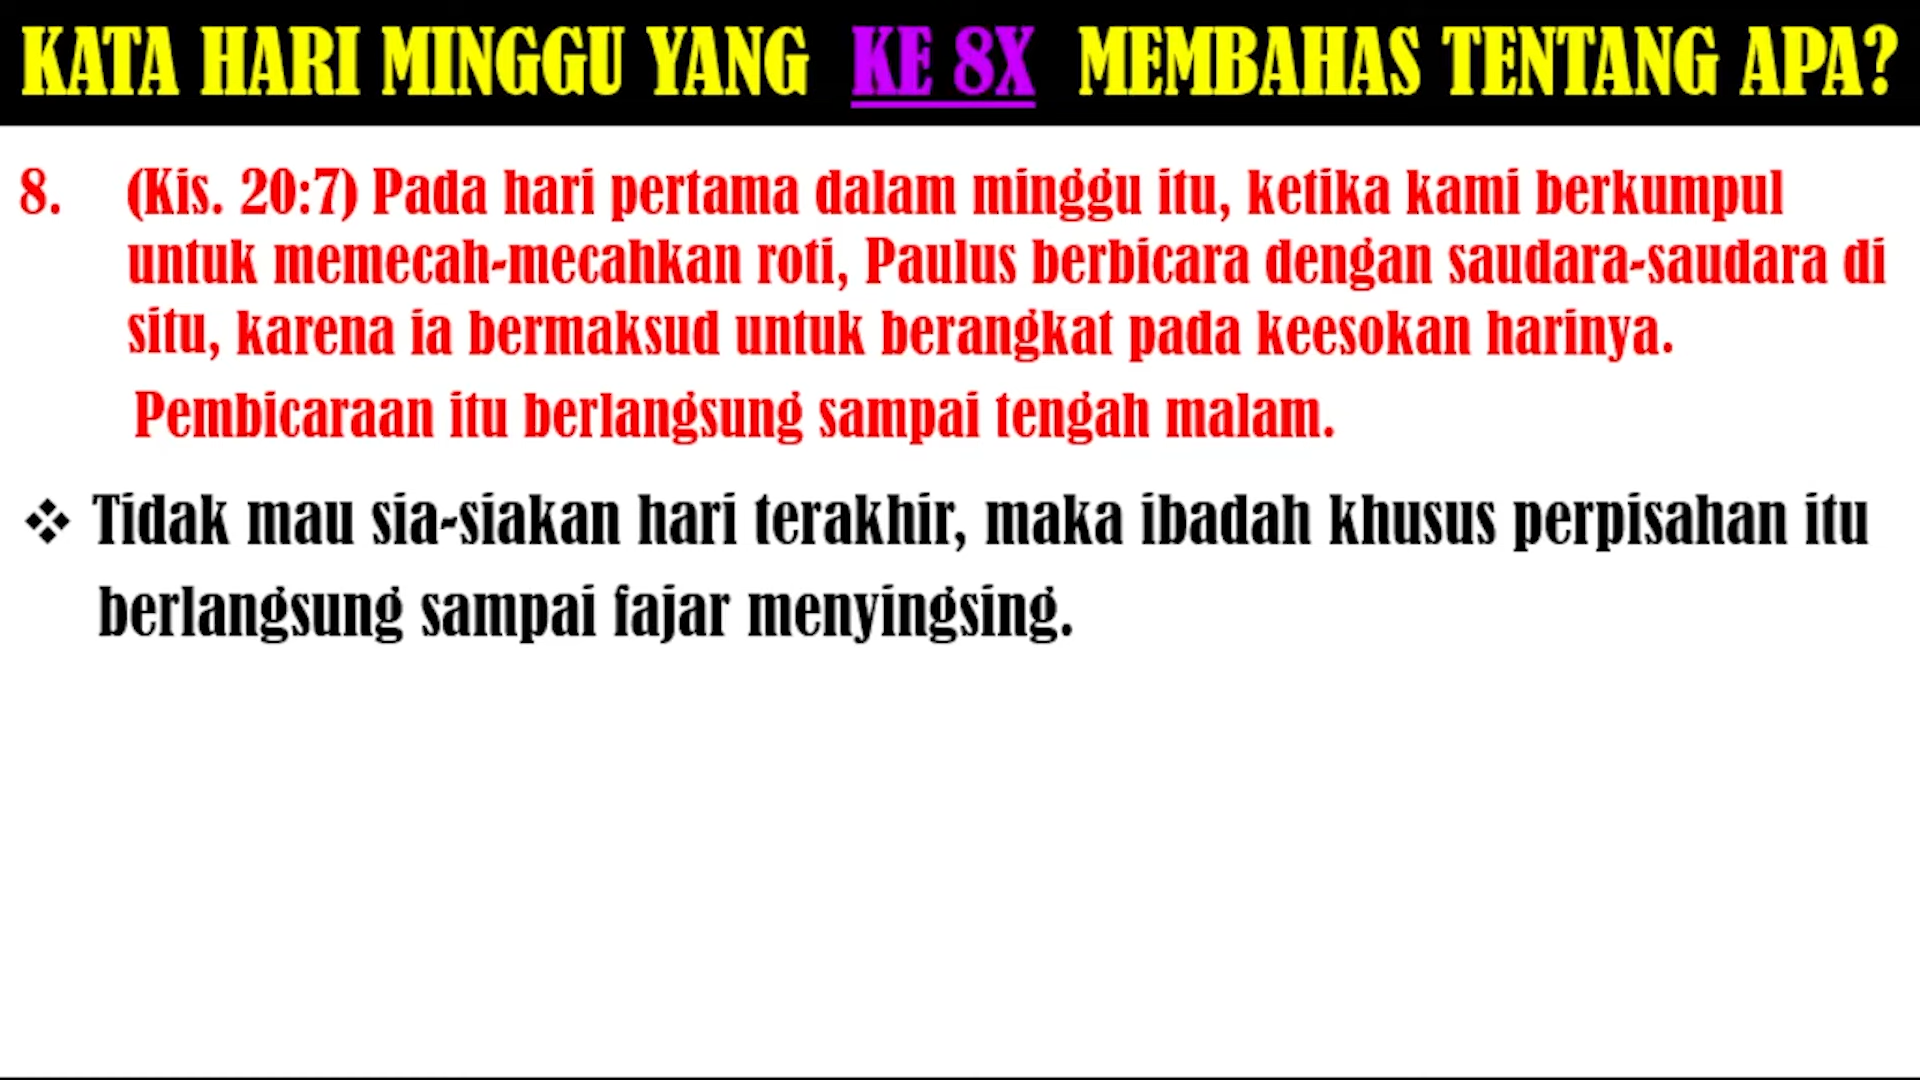 KATA HARI MINGGU YANG KE 8X MEMBAHAS TENTANG APA?
8. (Kis. 20:7) Pada hari pertama dalam minggu itu, ketika kami berkumpul
untuk memecah-mecahkan roti, Paulus berbicara dengan saudara-saudara di
situ, karena ia bermaksud untuk berangkat pada keesokan harinya.
Pembicaraan itu berlangsung sampai tengah malam.
❖ Tidak mau sia-siakan hari terakhir, maka ibadah khusus perpisahan itu
berlangsung sampai fajar menyingsing.